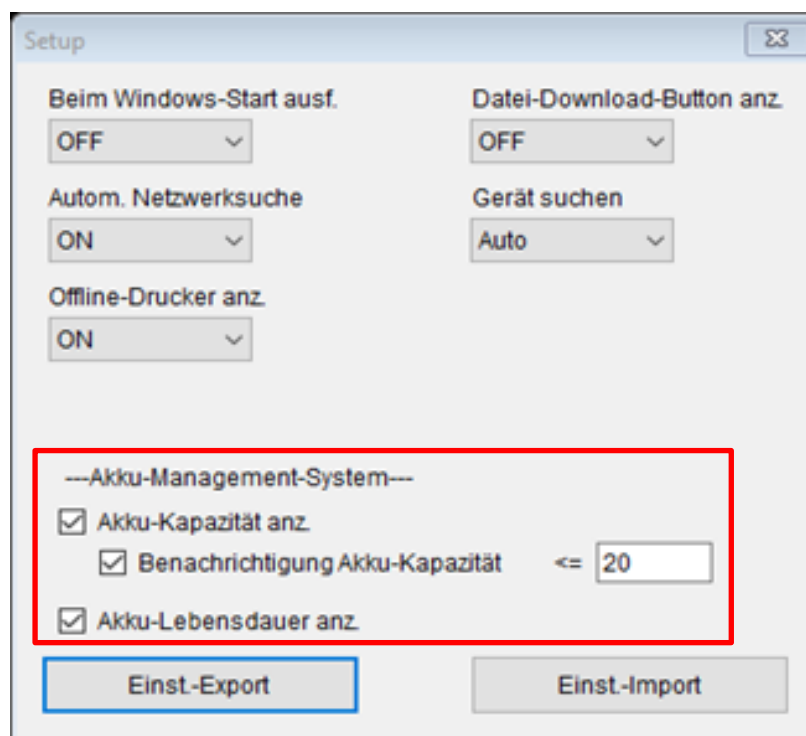 Setup
Beim Windows-Start ausf.
Datei-Download-Button anz.
OFF
OFF
Autom. Netzwerksuche
Gerät suchen
ON
Auto
Offline-Drucker anz.
ON
---Akku-Management-System---
Akku-Kapazität anz.
Benachrichtigung Akku-Kapazität <= 20
Akku-Lebensdauer anz.
Einst.-Export
Einst.-Import